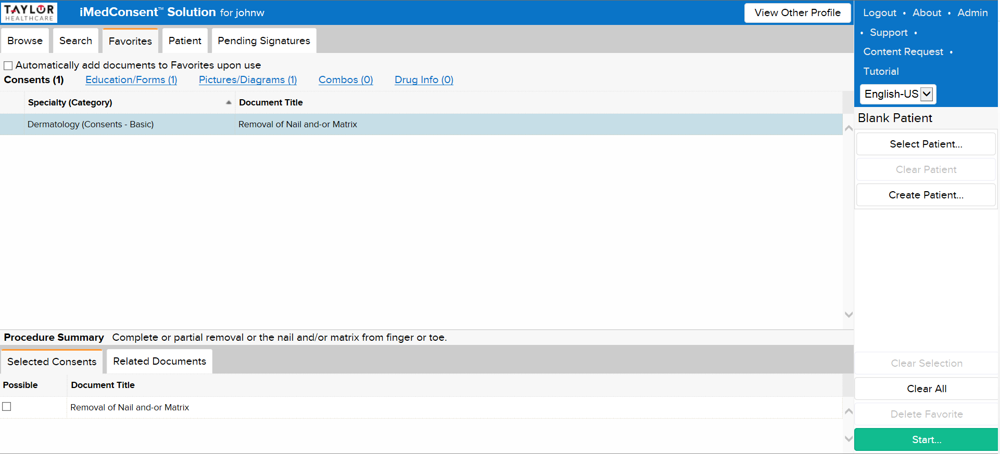 TAYLOR
HEALTHCARE
iMedConsent™ Solution for johnw
View Other Profile
Logout • About • Admin
• Support •
Content Request •
Tutorial
English-US
Browse
Search
Favorites
Patient
Pending Signatures
Automatically add documents to Favorites upon use
Consents (1) Education/Forms (1) Pictures/Diagrams (1) Combos (0) Drug Info (0)
Specialty (Category) Document Title
Dermatology (Consents - Basic) Removal of Nail and-or Matrix
Blank Patient
Select Patient...
Clear Patient
Create Patient...
Procedure Summary Complete or partial removal or the nail and/or matrix from finger or toe.
Selected Consents
Related Documents
Possible Document Title
Removal of Nail and-or Matrix
Clear Selection
Clear All
Delete Favorite
Start...